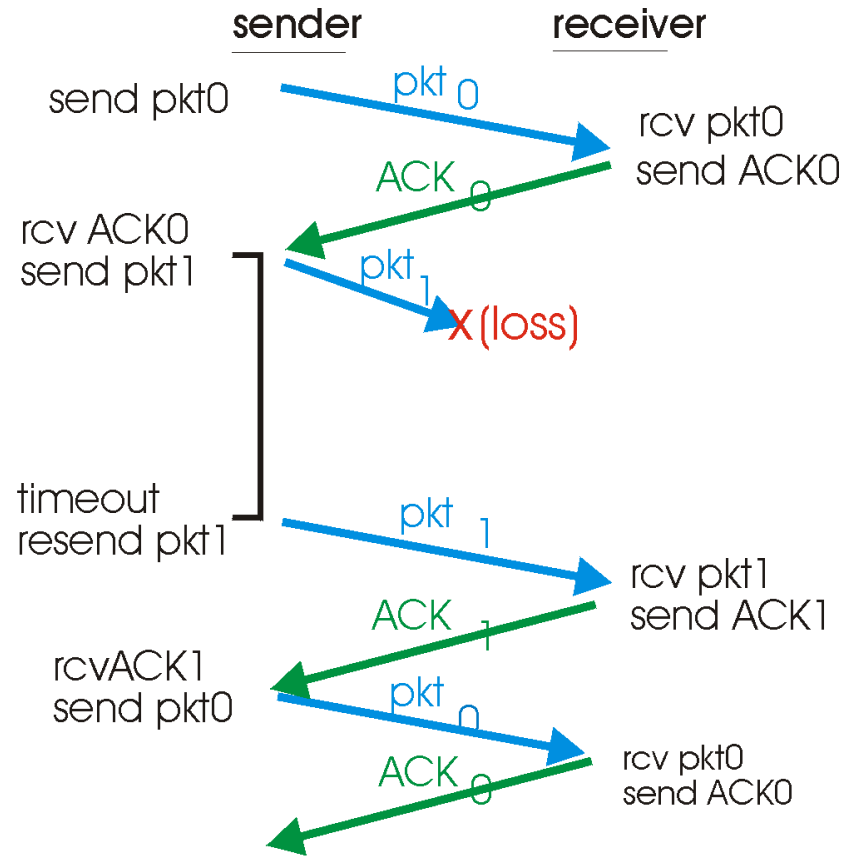 sender
receiver
send pkt0
pkt 0
rcv pkt0
send ACK0
ACK 0
rcv ACK0
send pkt1
pkt 1
X (loss)
timeout
resend pkt1
pkt 1
rcv pkt1
send ACK1
ACK 1
rcvACK1
send pkt0
pkt 0
rcv pkt0
send ACK0
ACK 0